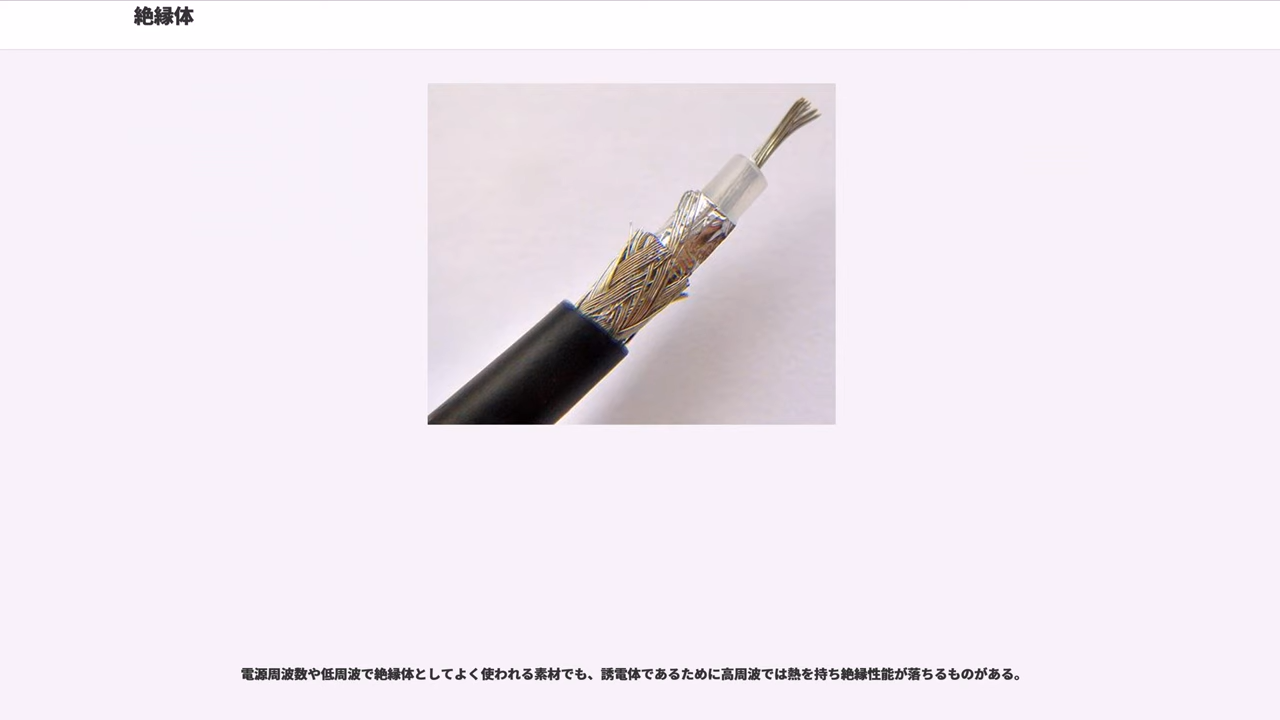 絶縁体
電源周波数や低周波で絶縁体としてよく使われる素材でも、誘電体であるために高周波では熱を持ち絶縁性能が落ちるものがある。